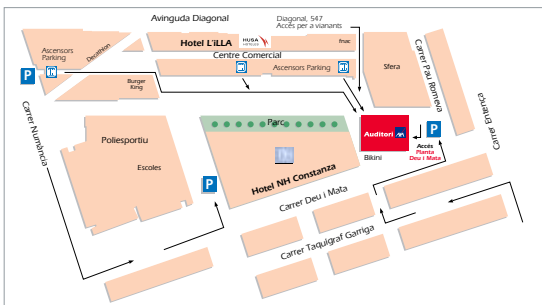 Avinguda Diagonal
Diagonal, 547
Accés per a vianants
Hotel L'iLLA
HUSA
HOTELES
fnac
Ascensors
Parking
Decathlon
Centre Comercial
Ascensors Parking
Sfera
Carrer Pau Romeva
Carrer Entença
P
Burger
King
Carrer Numància
Parc
Auditori
AXA
P
Accés
Planta
Deu i Mata
Bikini
Poliesportiu
Escoles
P
Hotel NH Constanza
Carrer Deu i Mata
Carrer Taquígraf Garriga